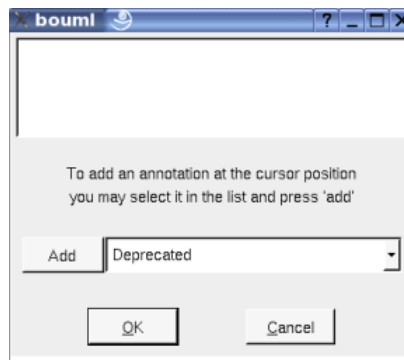 bouml
To add an annotation at the cursor position
you may select it in the list and press 'add'
Add
Deprecated
OK
Cancel